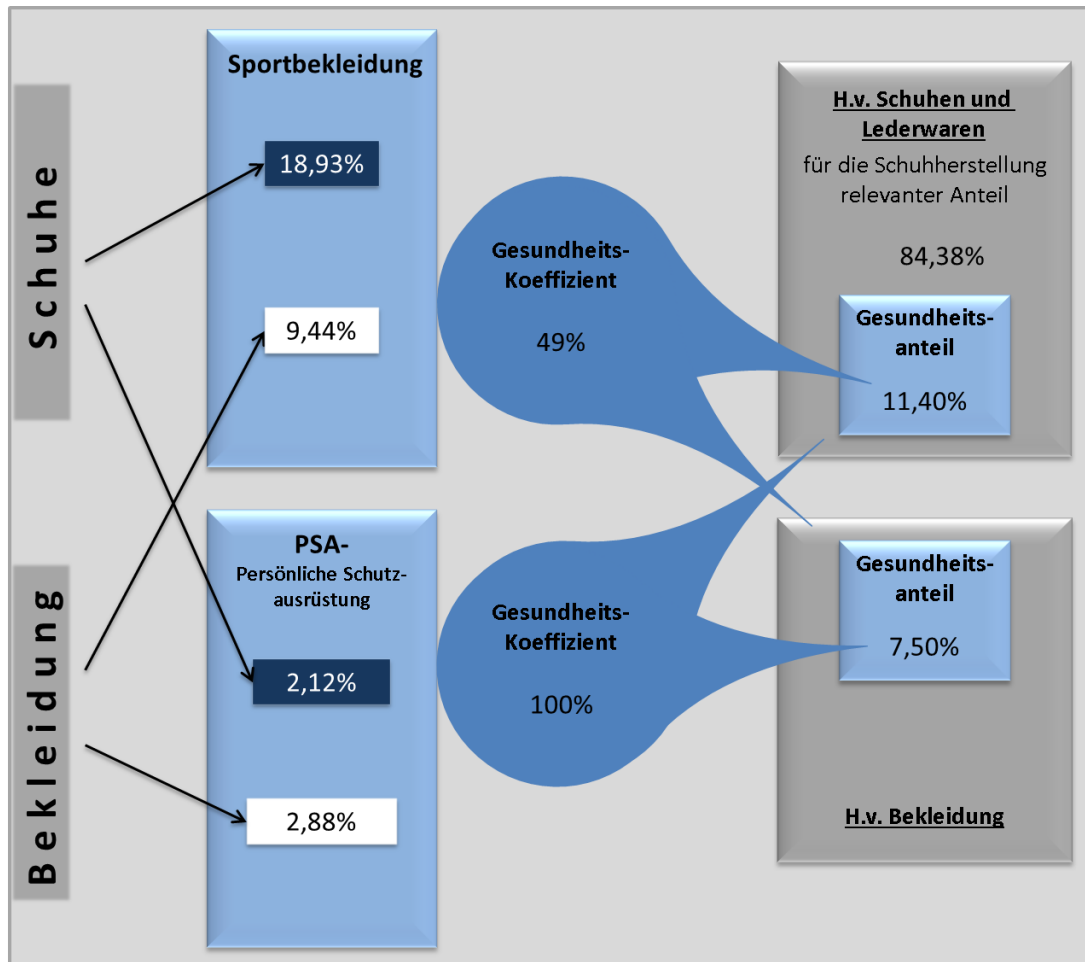 Schuhe
Bekleidung
Sportbekleidung
18,93%
9,44%
PSA-
Persönliche Schutz-
ausrüstung
2,12%
2,88%
Gesundheits-
Koeffizient
49%
Gesundheits-
Koeffizient
100%
H.v. Schuhen und
Lederwaren
für die Schuhherstellung
relevanter Anteil
84,38%
Gesundheits-
anteil
11,40%
Gesundheits-
anteil
7,50%
H.v. Bekleidung